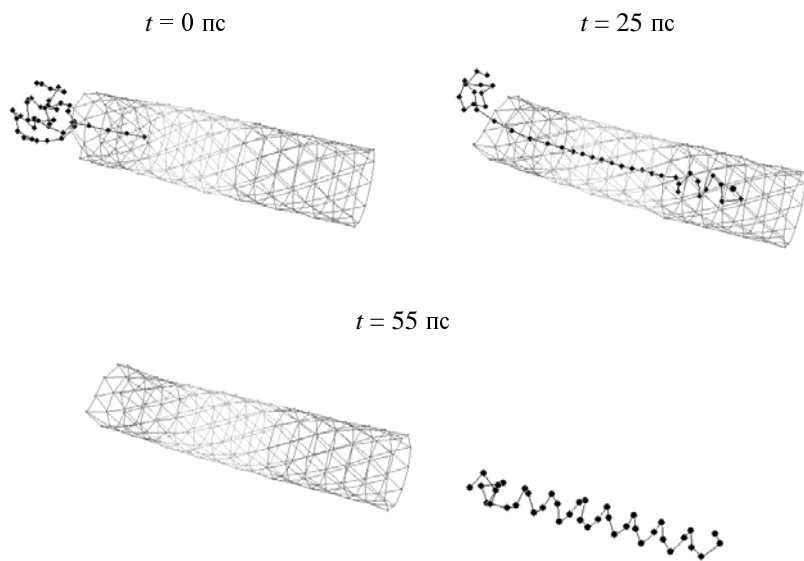 t = 0 пс
t = 25 пс
t = 55 пс